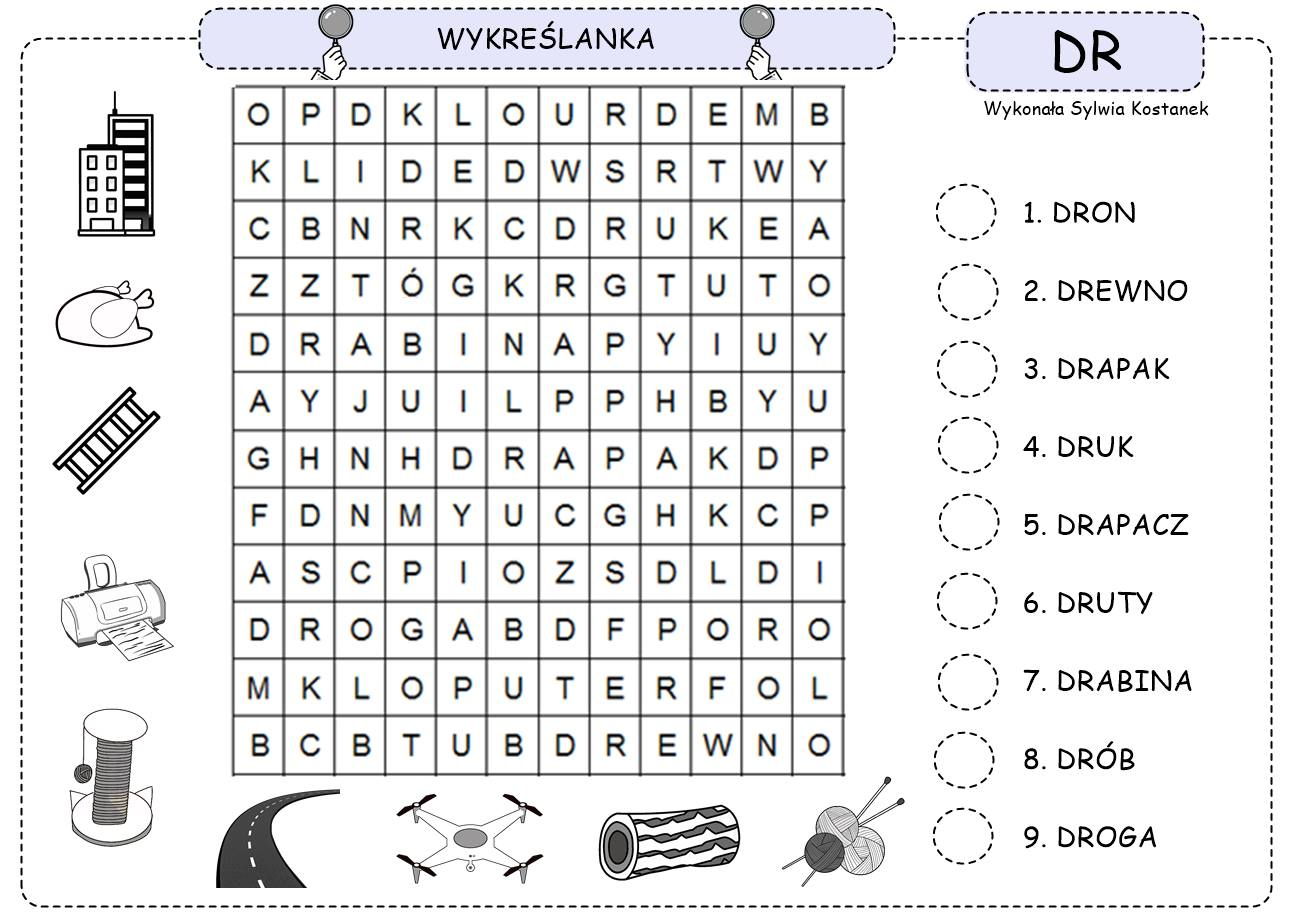 WYKREŚLANKA
DR
Wykonała Sylwia Kostanek
O P D K L O U R D E M B
K L I D E D W S R T W Y
C B N R K C D R U K E A
Z Z T Ó G K R G T U T O
D R A B I N A P Y I U Y
A Y J U I L P P H B Y U
G H N H D R A P A K D P
F D N M Y U C G H K C P
A S C P I O Z S D L D I
D R O G A B D F P O R O
M K L O P U T E R F O L
B C B T U B D R E W N O
1. DRON
2. DREWNO
3. DRAPAK
4. DRUK
5. DRAPACZ
6. DRUTY
7. DRABINA
8. DRÓB
9. DROGA